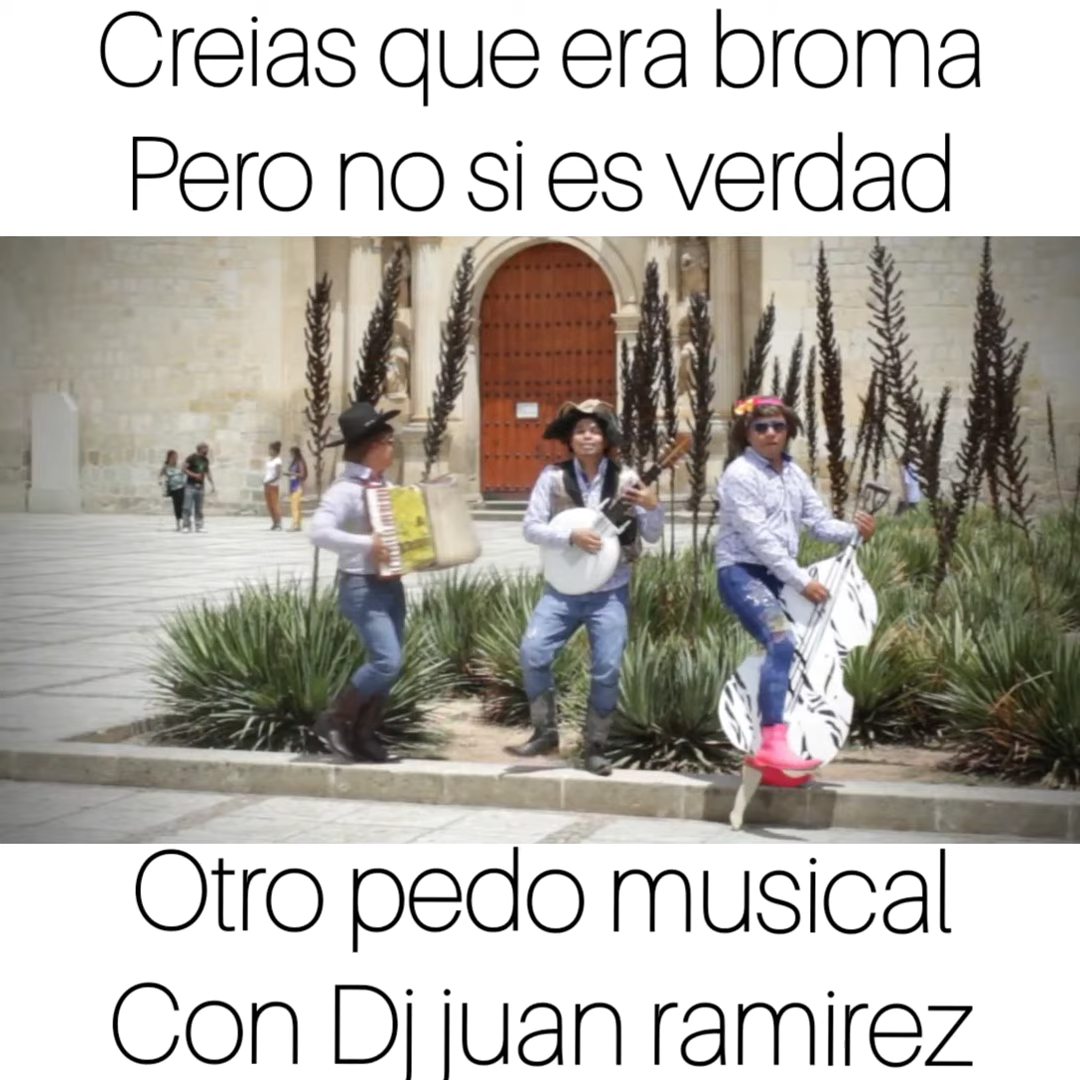 Creias que era broma
Pero no si es verdad
Otro pedo musical
Con Dj juan ramirez